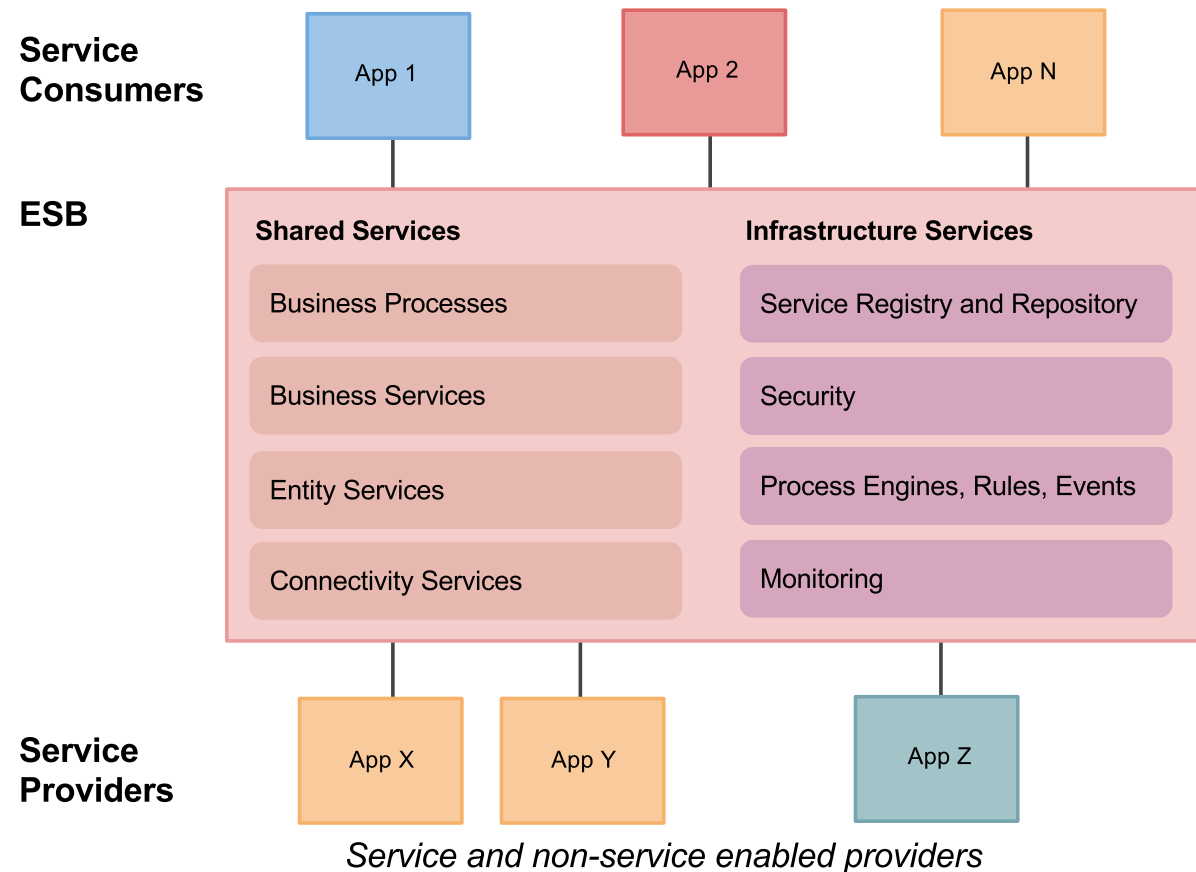 Service
Consumers
App 1
App 2
App N
ESB
Shared Services
Infrastructure Services
Business Processes
Service Registry and Repository
Business Services
Security
Entity Services
Process Engines, Rules, Events
Connectivity Services
Monitoring
Service
Providers
App X
App Y
App Z
Service and non-service enabled providers